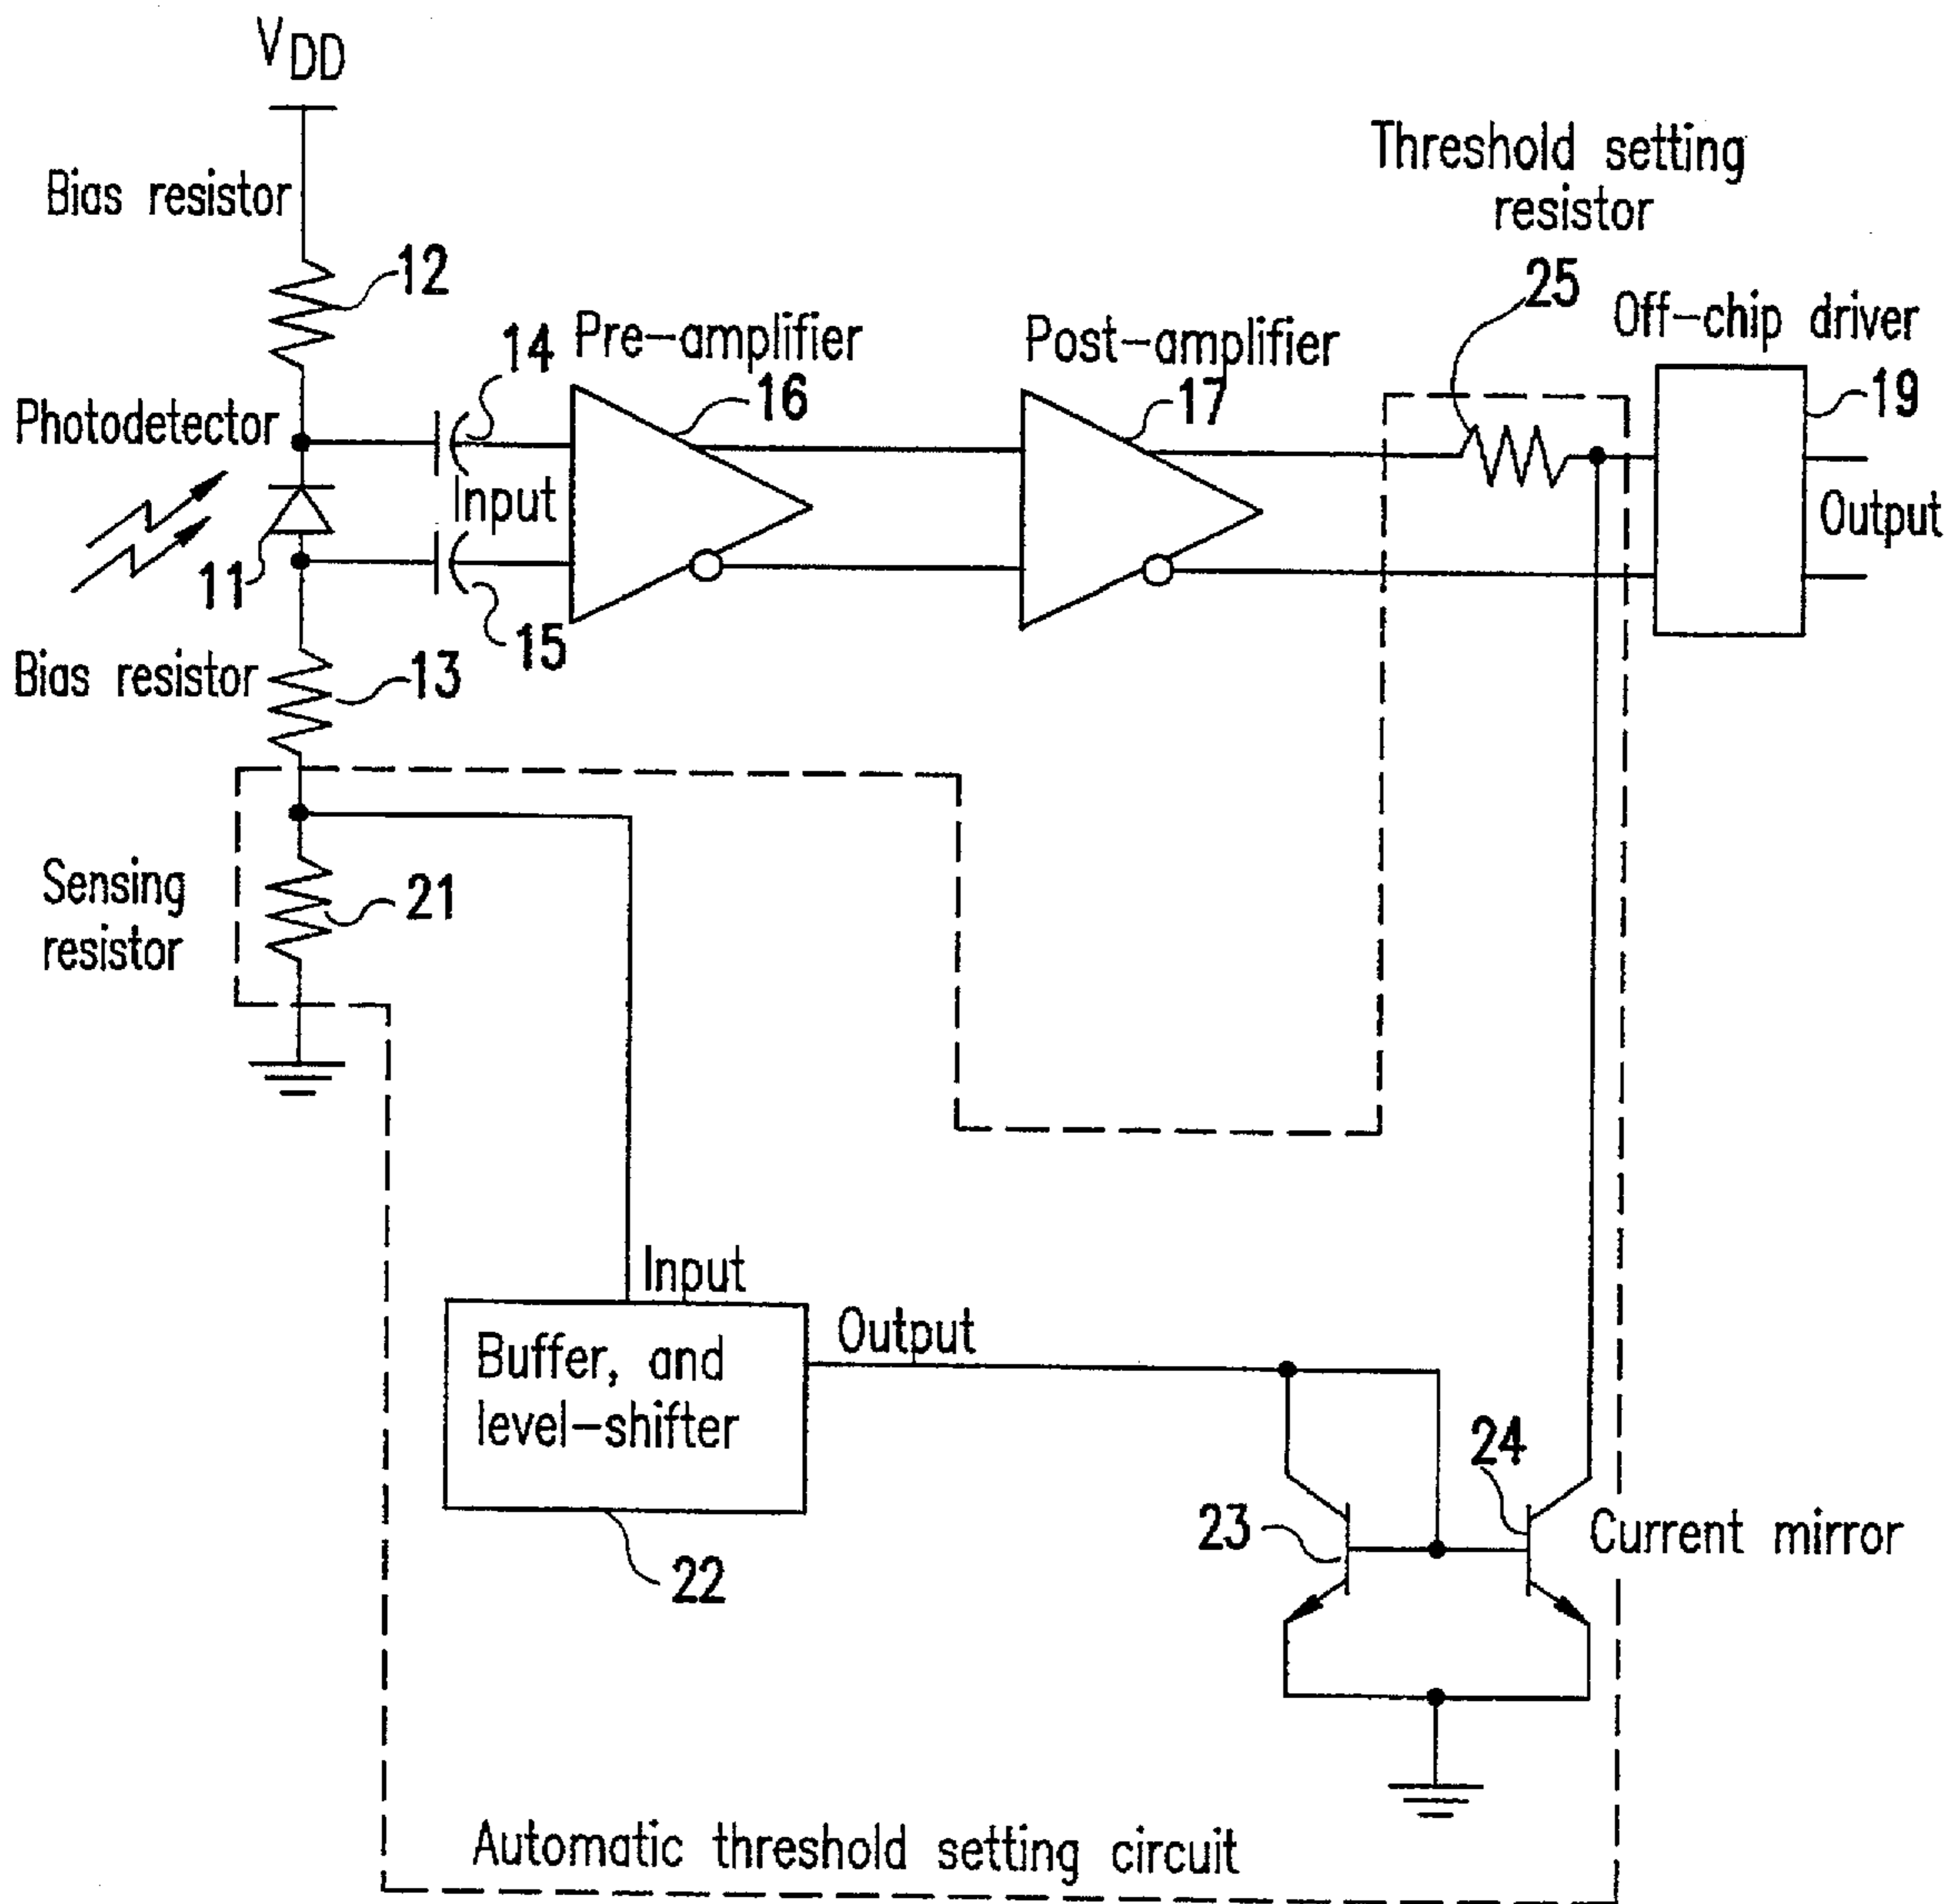 VDD
Bias resistor
12
Threshold setting
resistor
25
Off-chip driver
19
Photodetector
14
Pre-amplifier
16
Post-amplifier
17
Input
Output
11
15
Bias resistor
13
Sensing
resistor
21
Input
Output
Buffer, and
level-shifter
22
23
24
Current mirror
Automatic threshold setting circuit